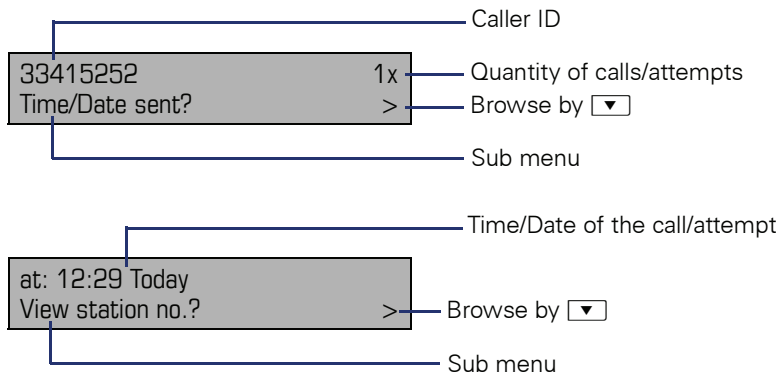 Caller ID
33415252 1x
Quantity of calls/attempts
Time/Date sent? >
Browse by
Sub menu
Time/Date of the call/attempt
at: 12:29 Today
View station no.? >
Browse by
Sub menu